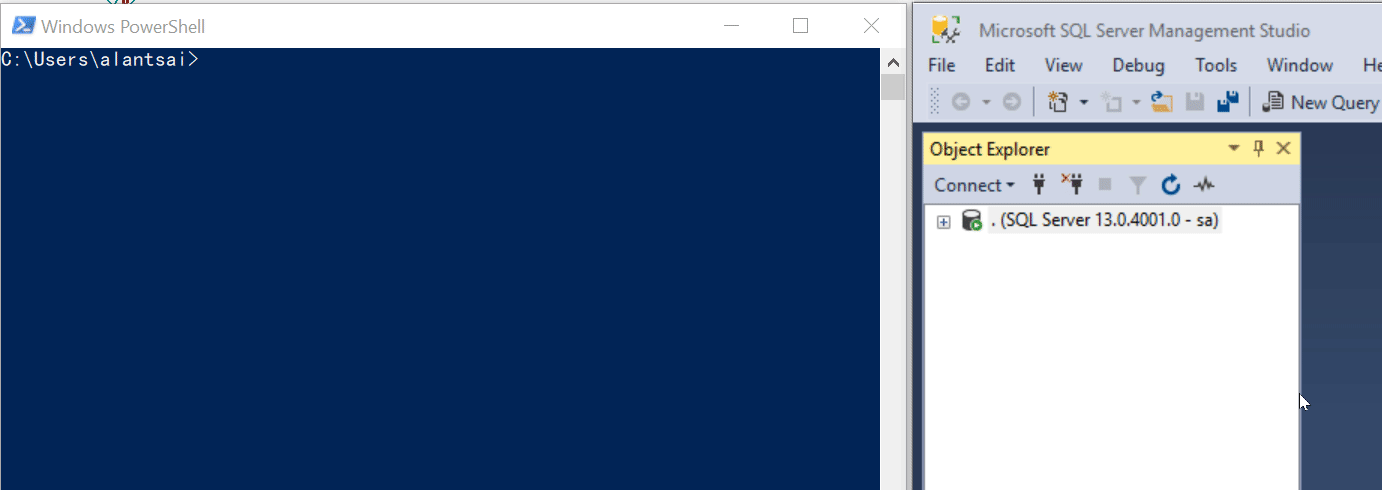 Windows PowerShell
C:\Users\alantsai>
Microsoft SQL Server Management Studio
File Edit View Debug Tools Window He
New Query
Object Explorer
Connect
. (SQL Server 13.0.4001.0 - sa)